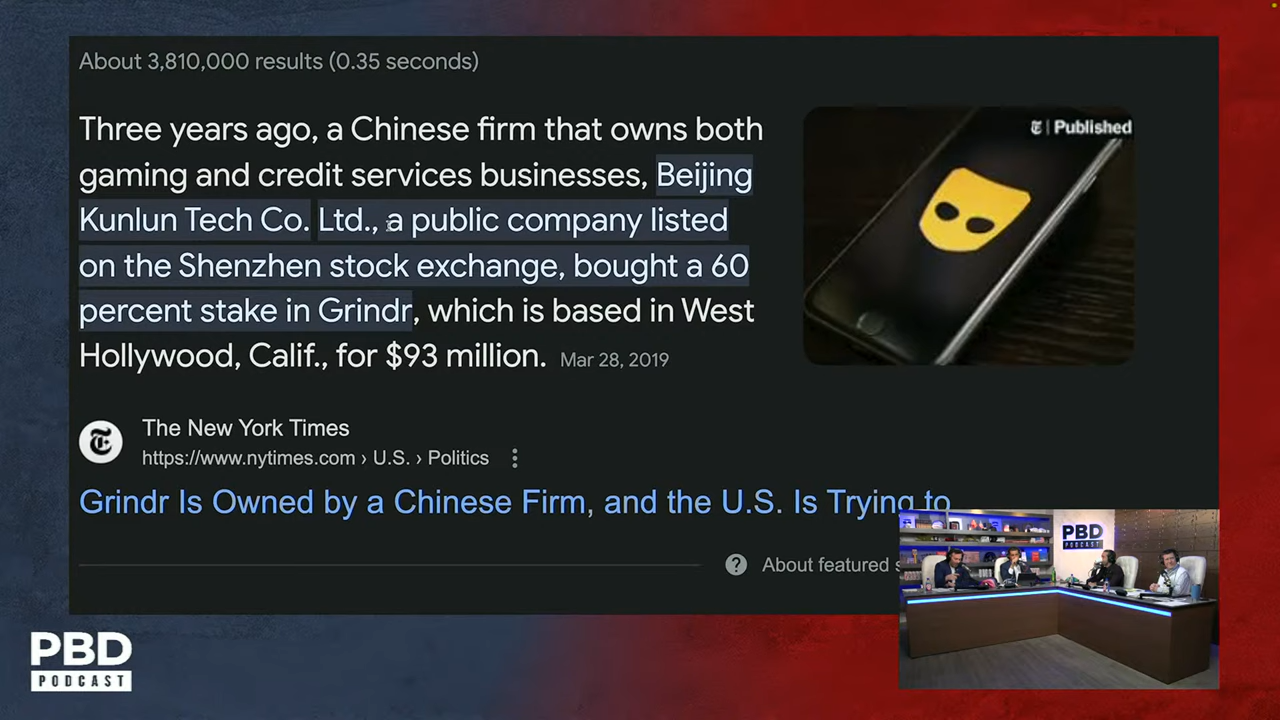 About 3,810,000 results (0.35 seconds)
Three years ago, a Chinese firm that owns both
gaming and credit services businesses, Beijing
Kunlun Tech Co. Ltd., a public company listed
on the Shenzhen stock exchange, bought a 60
percent stake in Grindr, which is based in West
Hollywood, Calif., for $93 million. Mar 28, 2019
T | Published
The New York Times
https://www.nytimes.com › U.S. › Politics
Grindr Is Owned by a Chinese Firm, and the U.S. Is Trying to
? About featured
PBD
PODCAST
PBD
PODCAST